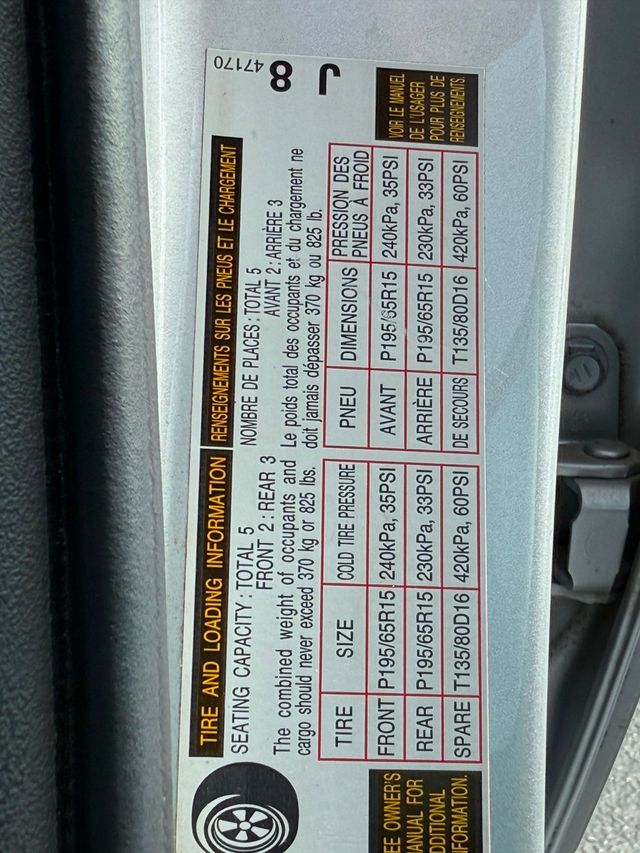 TIRE AND LOADING INFORMATION
SEATING CAPACITY : TOTAL 5
FRONT 2 : REAR 3
The combined weight of occupants and
cargo should never exceed 370 kg or 825 lbs.
TIRE SIZE COLD TIRE PRESSURE
FRONT P195/65R15 240kPa, 35PSI
REAR P195/65R15 230kPa, 33PSI
SPARE T135/80D16 420kPa, 60PSI
OWNER'S
FOR
RENSEIGNEMENTS SUR LES PNEUS ET LE CHARGEMENT
NOMBRE DE PLACES : TOTAL 5
AVANT 2 : ARRIÈRE 3
Le poids total des occupants et du chargement ne
doit jamais dépasser 370 kg ou 825 lb.
PNEU DIMENSIONS PRESSION DES
PNEUS À FROID
AVANT P195/65R15 240kPa, 35PSI
ARRIÈRE P195/65R15 230kPa, 33PSI
DE SECOURS T135/80D16 420kPa, 60PSI
VOIR LE MANUEL
DE L'USAGER
POUR PLUS DE
RENSEIGNEMENTS.
47170
8
J